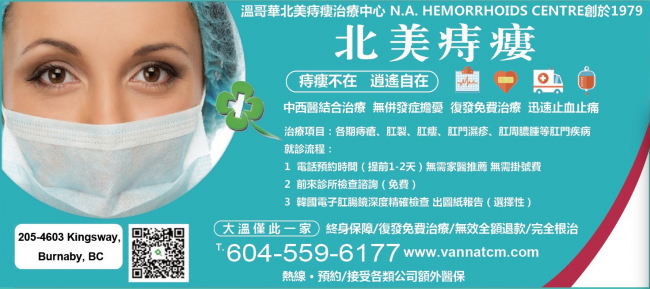 溫哥華北美痔瘻治療中心 N.A. HEMORRHOIDS CENTRE創於1979
北美痔瘻
痔瘻不在 逍遙自在
中西醫結合治療 無併發症擔憂 復發免費治療 迅速止血止痛
治療項目：各期痔瘡、肛裂、肛瘻、肛門濕疹、肛周膿腫等肛門疾病
就診流程：
1 電話預約時間（提前1-2天）無需家醫推薦 無需掛號費
2 前來診所檢查諮詢（免費）
3 韓國電子肛腸鏡深度精確檢查 出圖紙報告（選擇性）
大溫僅此一家 終身保障/復發免費治療/無效全額退款/完全根治
205-4603 Kingsway,
Burnaby, BC
T. 604-559-6177 www.vannatcm.com
熱線・預約/接受各類公司額外醫保